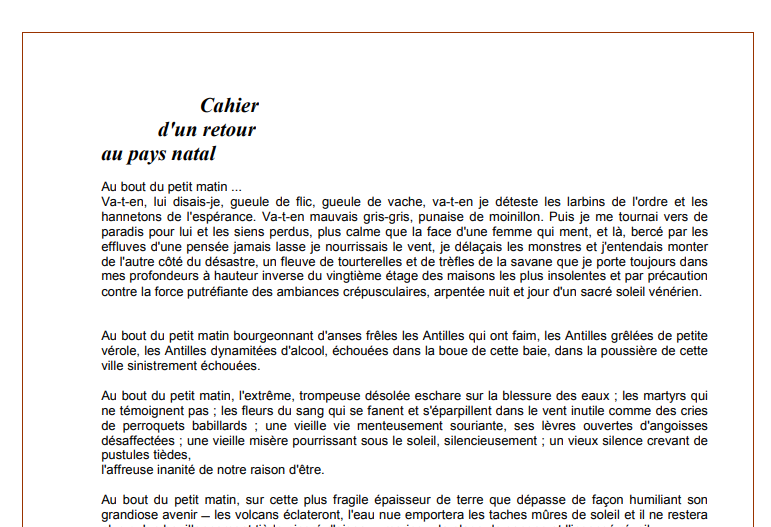 Cahier
d'un retour
au pays natal
Au bout du petit matin ...
Va-t-en, lui disais-je, gueule de flic, gueule de vache, va-t-en je déteste les larbins de l'ordre et les
hannetons de l'espérance. Va-t-en mauvais gris-gris, punaise de moinillon. Puis je me tournai vers de
paradis pour lui et les siens perdus, plus calme que la face d'une femme qui ment, et là, bercé par les
effluves d'une pensée jamais lasse je nourrissais le vent, je délaçais les monstres et j'entendais monter
de l'autre côté du désastre, un fleuve de tourterelles et de trèfles de la savane que je porte toujours dans
mes profondeurs à hauteur inverse du vingtième étage des maisons les plus insolentes et par précaution
contre la force putréfiante des ambiances crépusculaires, arpentée nuit et jour d'un sacré soleil vénérien.
Au bout du petit matin bourgeonnant d'anses frêles les Antilles qui ont faim, les Antilles grêlées de petite
vérole, les Antilles dynamitées d'alcool, échouées dans la boue de cette baie, dans la poussière de cette
ville sinistrement échouées.
Au bout du petit matin, l'extrême, trompeuse désolée eschare sur la blessure des eaux ; les martyrs qui
ne témoignent pas ; les fleurs du sang qui se fanent et s'éparpillent dans le vent inutile comme des cries
de perroquets babillards ; une vieille vie menteusement souriante, ses lèvres ouvertes d'angoisses
désaffectées ; une vieille misère pourrissant sous le soleil, silencieusement ; un vieux silence crevant de
pustules tièdes,
l'affreuse inanité de notre raison d'être.
Au bout du petit matin, sur cette plus fragile épaisseur de terre que dépasse de façon humiliant son
grandiose avenir — les volcans éclateront, l'eau nue emportera les taches mûres de soleil et il ne restera